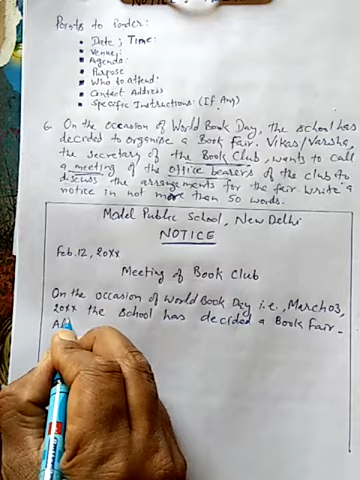 NOTICE
Points to Ponder:
▪ Date; Time:
▪ Venue:
▪ Agenda:
▪ Purpose
▪ Who to attend:
▪ Contact Address
▪ Specific Instructions: (If Any)
6. On the occasion of World Book Day, the school has
decided to organise a Book Fair. Vikas/Varsha,
the secretary of the Book Club, wants to call
a meeting of the office bearers of the club to
discuss the arrangements for the fair. Write a
notice in not more than 50 words.
Model Public School, New Delhi
NOTICE
Feb. 12, 20xx
Meeting of Book Club
On the occasion of World Book Day i.e., March 03,
20xx the school has decided a Book Fair.